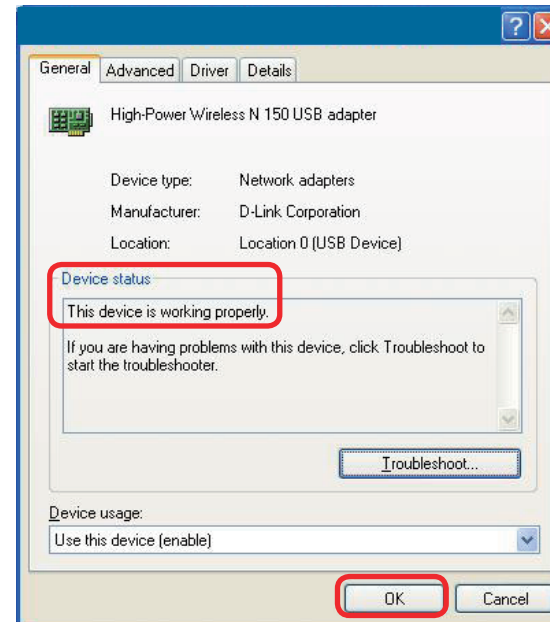 ?
General Advanced Driver Details
High-Power Wireless N 150 USB adapter
Device type: Network adapters
Manufacturer: D-Link Corporation
Location: Location 0 (USB Device)
Device status
This device is working properly.
If you are having problems with this device, click Troubleshoot to
start the troubleshooter.
Troubleshoot...
Device usage:
Use this device (enable)
OK Cancel